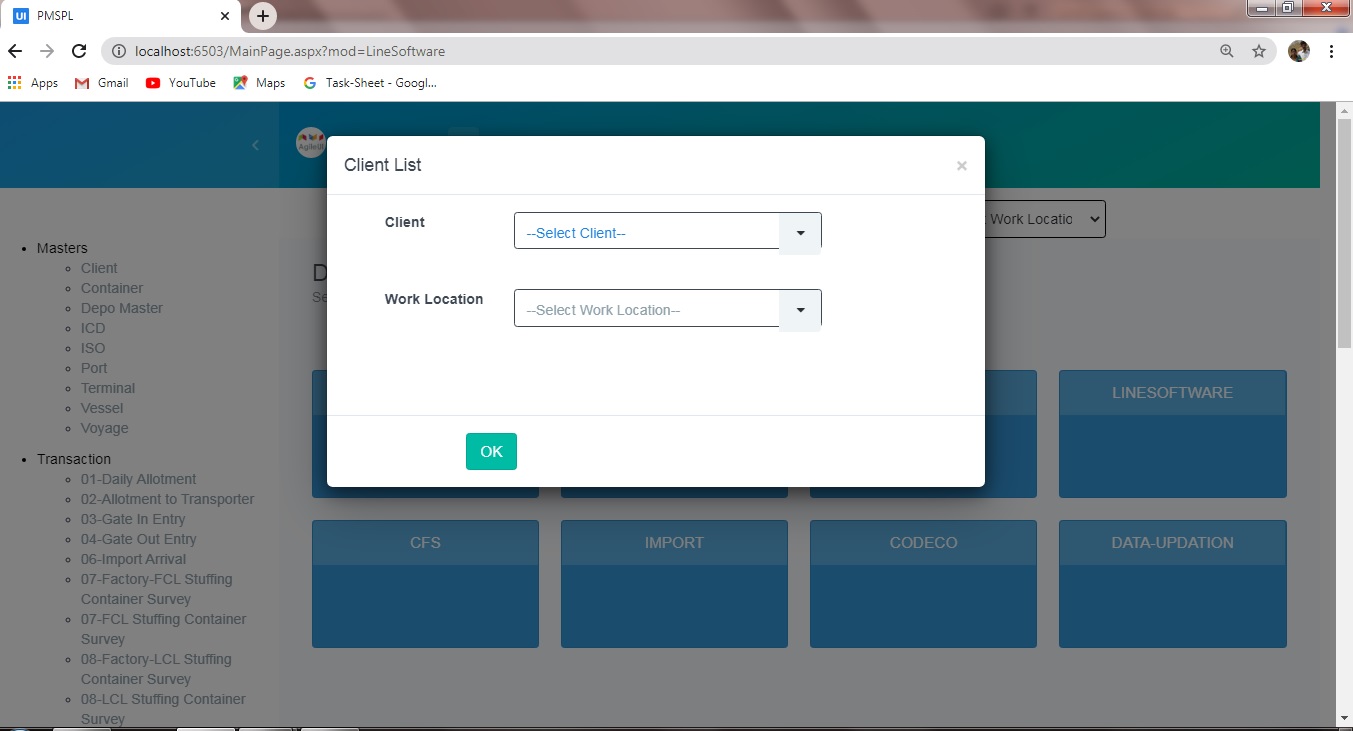 UI PMSPL
localhost:6503/MainPage.aspx?mod=LineSoftware
Apps Gmail YouTube Maps Task-Sheet - Googl...
AgileUI
Client List ×
Client --Select Client--
Work Location --Select Work Location--
OK
Work Locatio
D
Se
Masters
Client
Container
Depo Master
ICD
ISO
Port
Terminal
Vessel
Voyage
Transaction
01-Daily Allotment
02-Allotment to Transporter
03-Gate In Entry
04-Gate Out Entry
06-Import Arrival
07-Factory-FCL Stuffing
Container Survey
07-FCL Stuffing Container
Survey
08-Factory-LCL Stuffing
Container Survey
08-LCL Stuffing Container
Survey
LINESOFTWARE
CFS IMPORT CODECO DATA-UPDATION